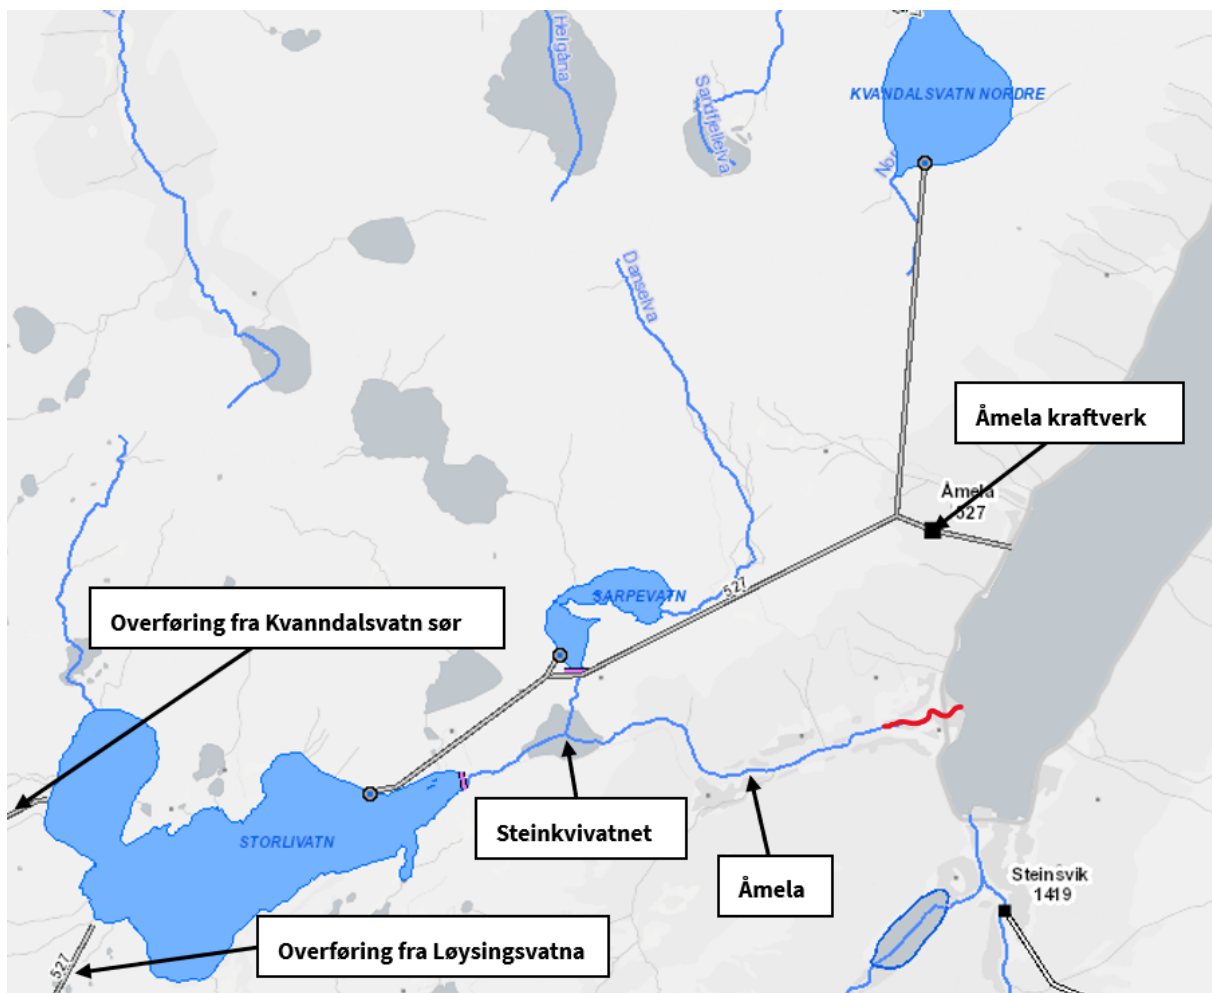 Helgåna
Sandfjellelva
KVANDALSVATN NORDRE
Nor
Danselva
Åmela kraftverk
Åmela
527
527
SARPEVATN
Overføring fra Kvanndalsvatn sør
Steinkvivatnet
STORLIVATN
Åmela
Steinsvik
1419
Overføring fra Løysingsvatna
527